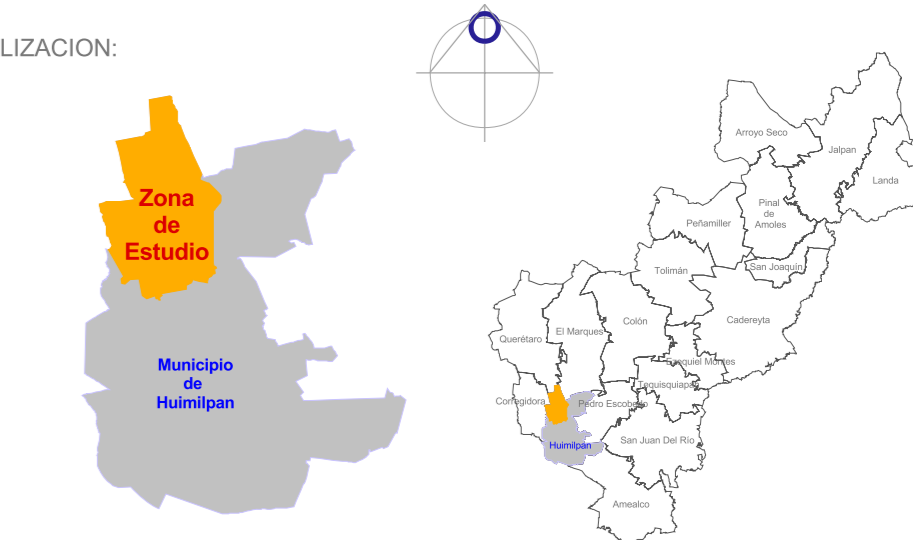 LIZACION:
Zona
de
Estudio
Municipio
de
Huimilpan
Arroyo Seco
Jalpan
Landa
Pinal
de
Amoles
Peñamiller
San Joaquín
Tolimán
Cadereyta
Colón
El Marques
Querétaro
Ezequiel Montes
Tequisquiapan
Corregidora
Pedro Escobedo
Huimilpan
San Juan Del Río
Amealco